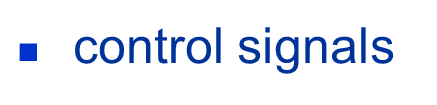 ▪ control signals